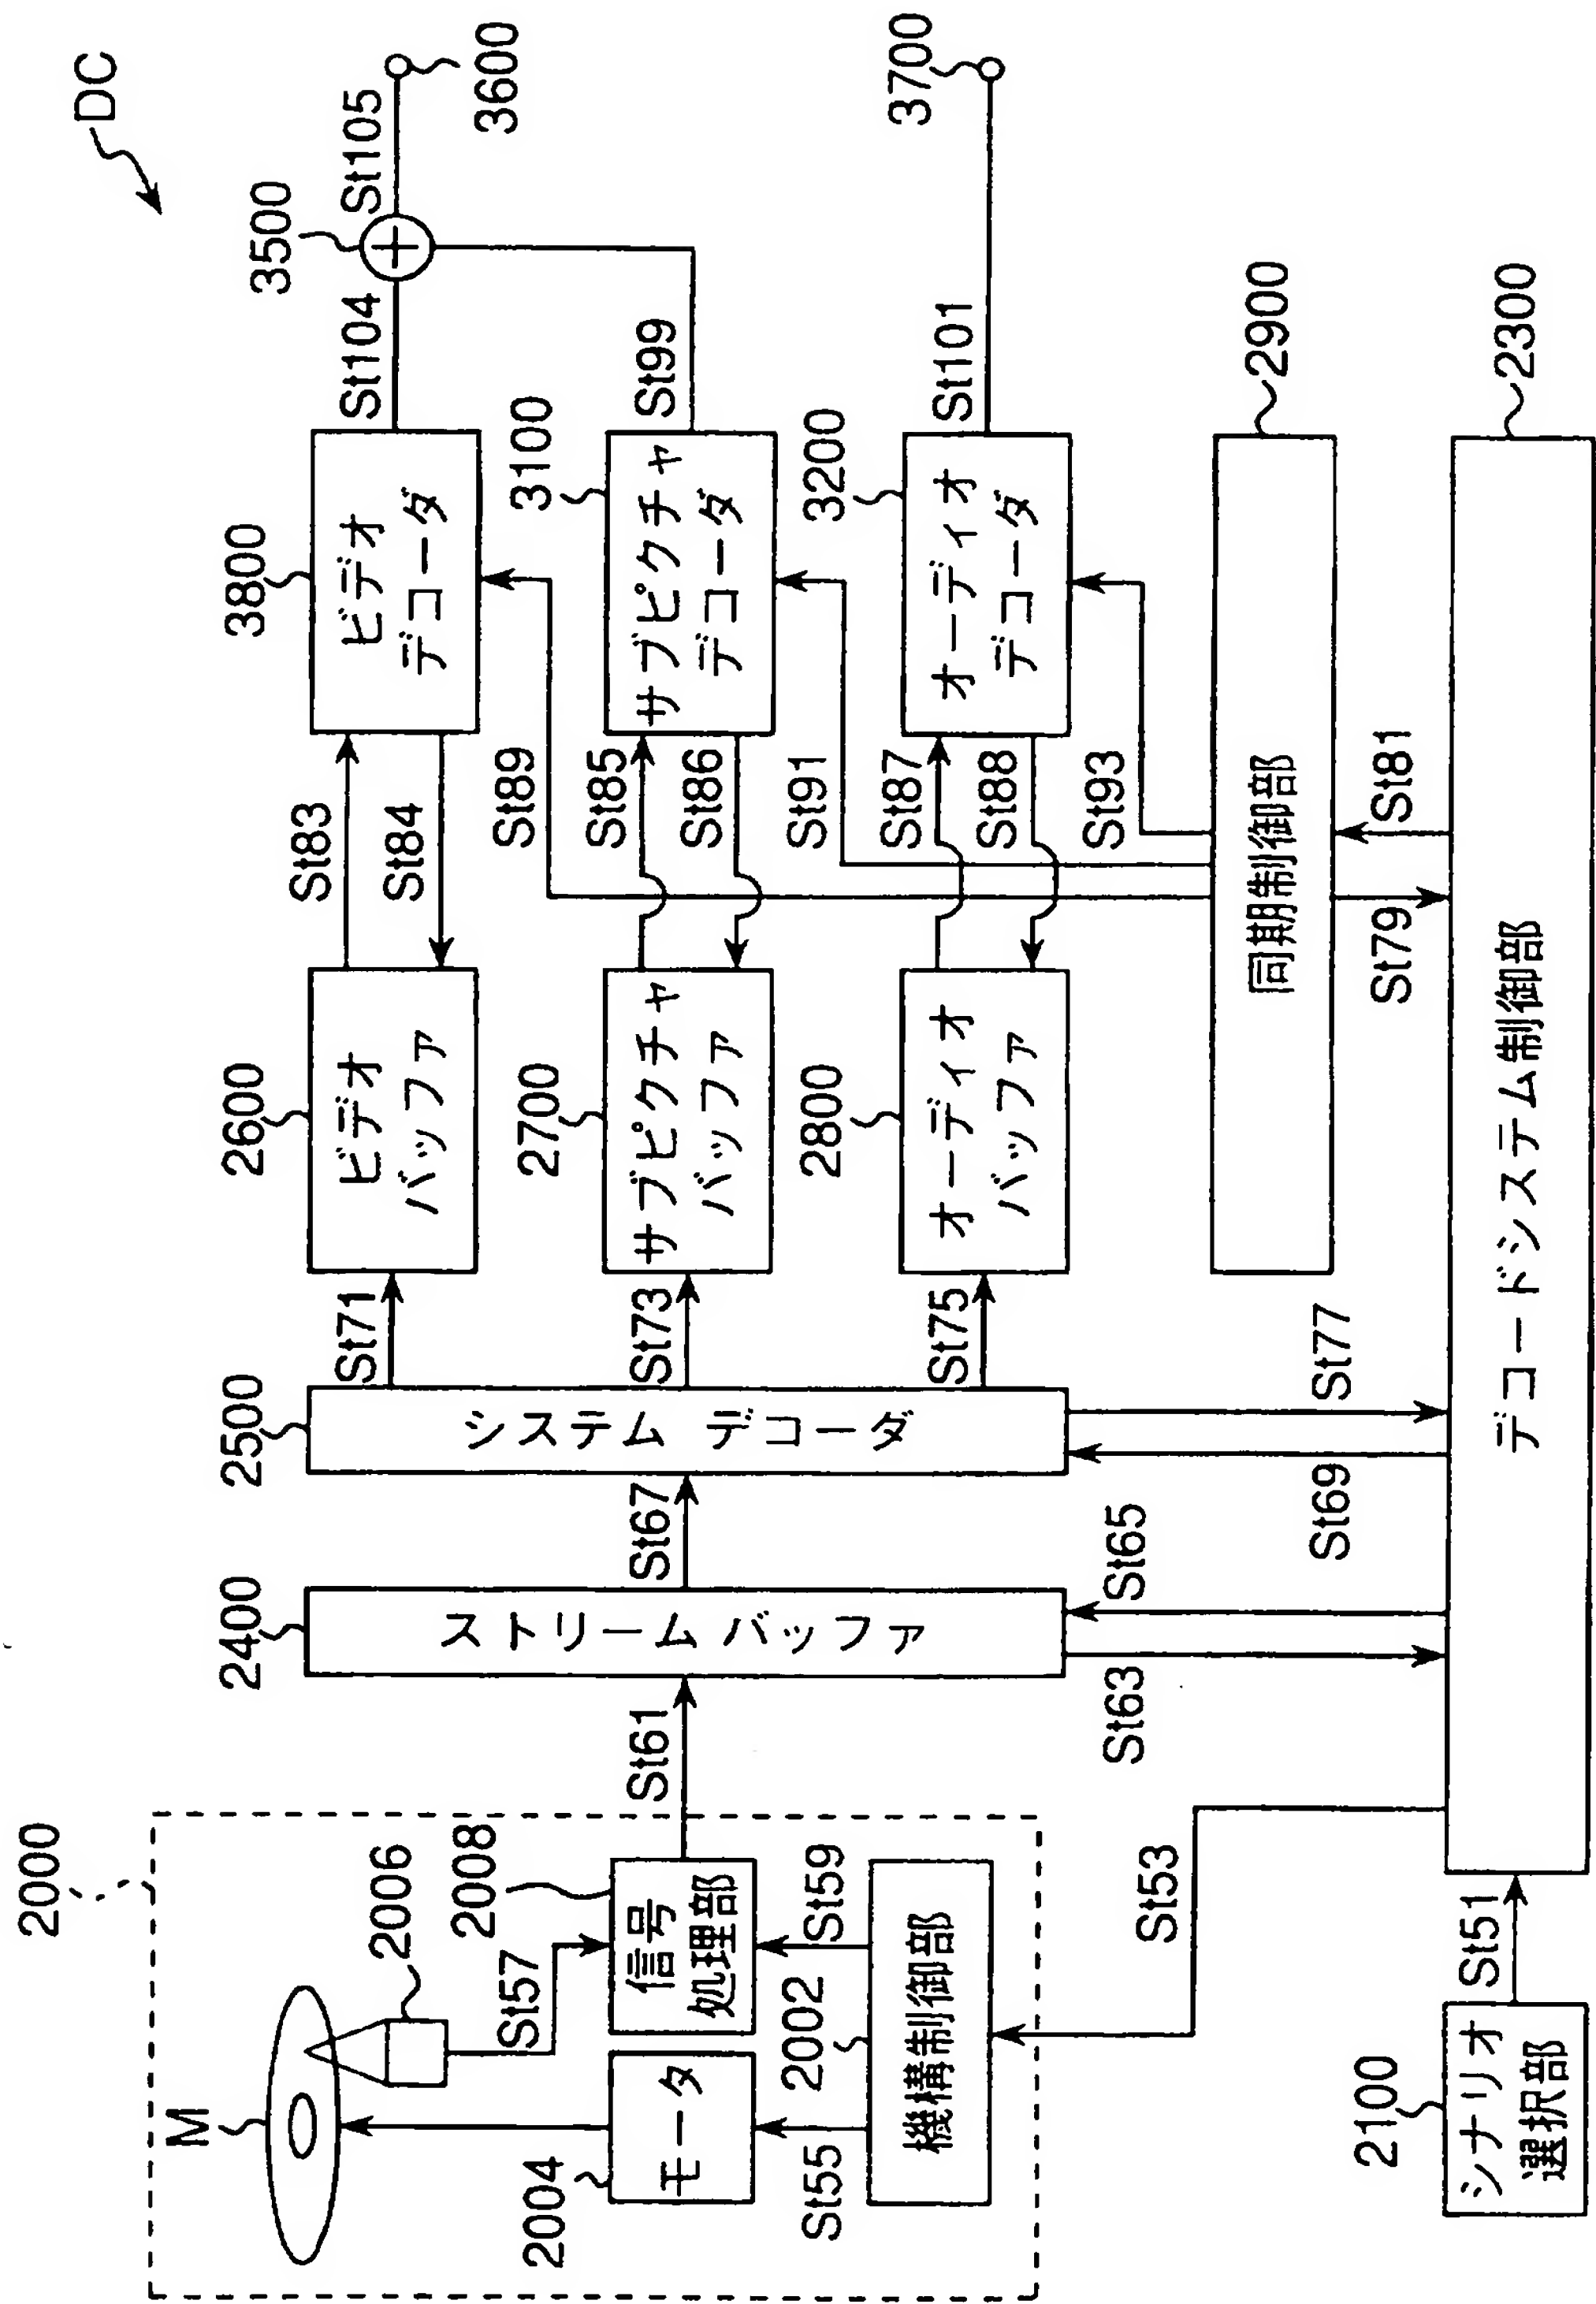 DC
2000
M
2006
St57
2008
信号
処理部
2004
モータ
St55
2002
St59
機構制御部
St53
2100
シナリオ
選択部
St51
St61
2400
ストリーム バッファ
St63
St65
St67
2500
システム デコーダ
St69
St77
St71
St73
St75
2600
ビデオ
バッファ
2700
サブピクチャ
バッファ
2800
オーディオ
バッファ
St83
St84
St89
St85
St86
St91
St87
St88
St93
3800
ビデオ
デコーダ
3100
サブピクチャ
デコーダ
3200
オーディオ
デコーダ
St104
3500
St105
3600
St99
St101
3700
同期制御部
2900
St79
St81
デコードシステム制御部
2300